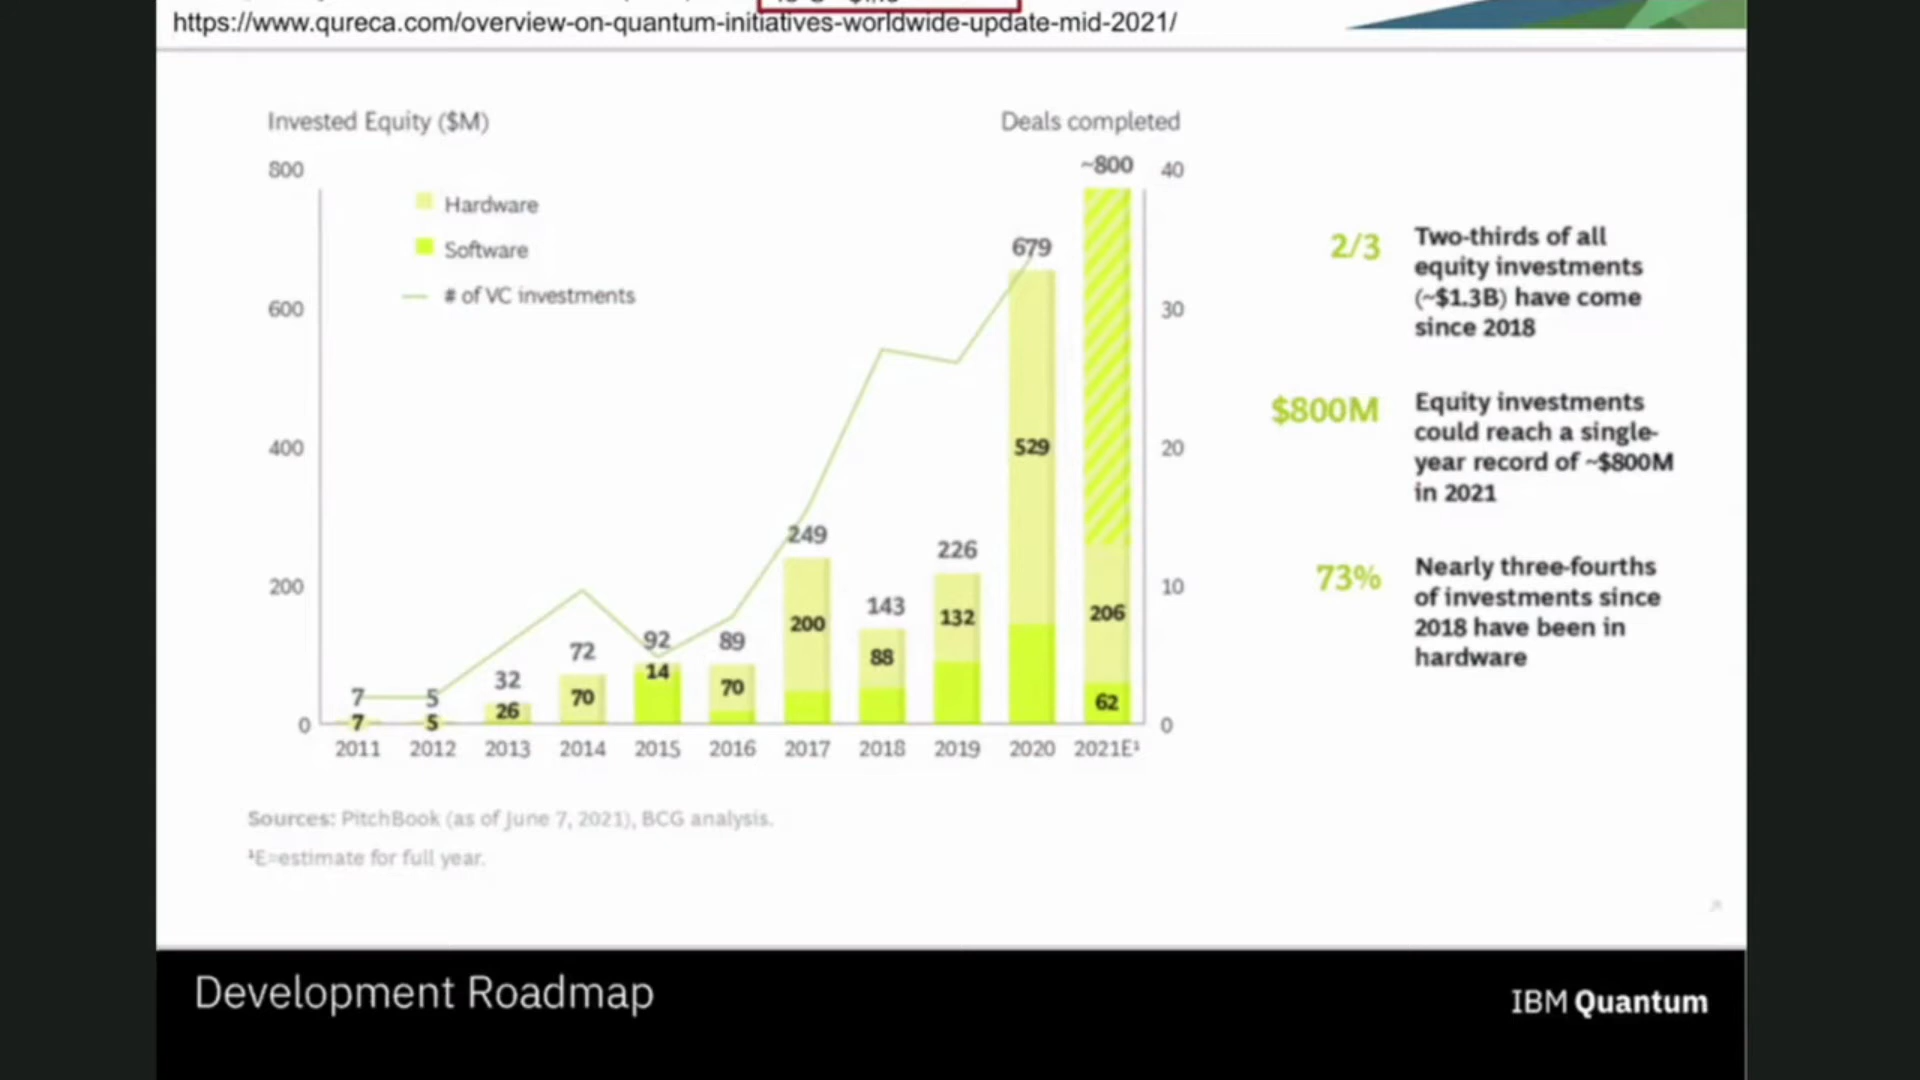 https://www.qureca.com/overview-on-quantum-initiatives-worldwide-update-mid-2021/
Invested Equity ($M)
Deals completed
800
600
400
200
0
Hardware
Software
# of VC investments
7
7
5
5
32
26
72
70
92
14
89
70
249
200
143
88
226
132
679
529
~800
206
62
40
30
20
10
0
2011 2012 2013 2014 2015 2016 2017 2018 2019 2020 2021E¹
2/3
Two-thirds of all
equity investments
(~$1.3B) have come
since 2018
$800M
Equity investments
could reach a single-
year record of ~$800M
in 2021
73%
Nearly three-fourths
of investments since
2018 have been in
hardware
Sources: PitchBook (as of June 7, 2021), BCG analysis.
¹E=estimate for full year.
Development Roadmap
IBM Quantum